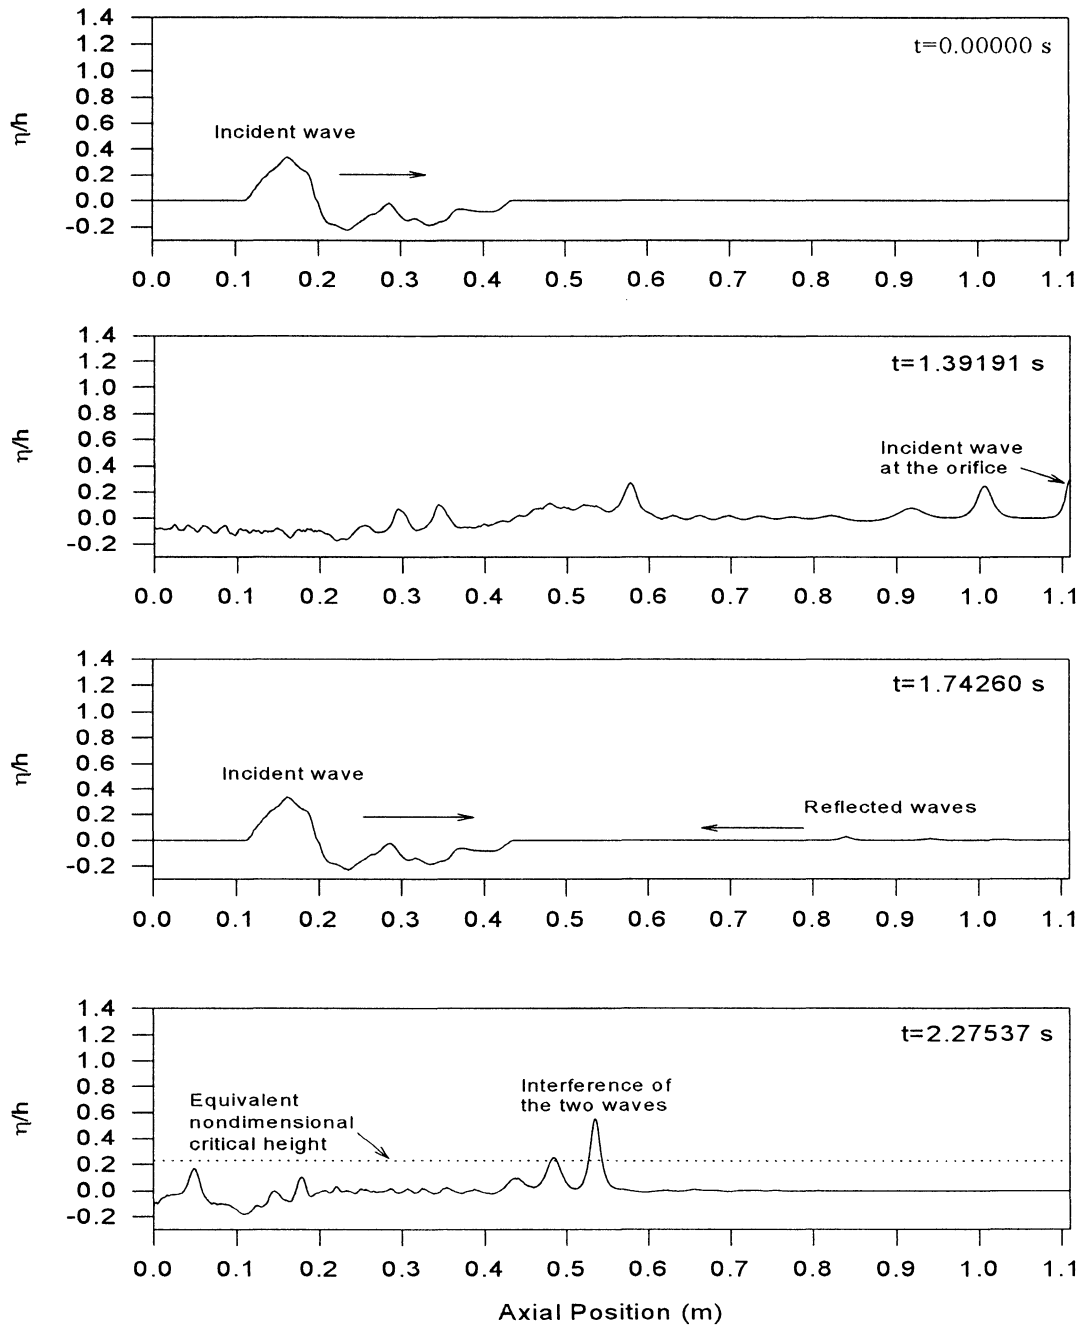 1.4
t=0.00000 s
1.2
1.0
0.8
0.6
Incident wave
0.4
0.2
0.0
-0.2
η/h
0.0 0.1 0.2 0.3 0.4 0.5 0.6 0.7 0.8 0.9 1.0 1.1
1.4
t=1.39191 s
1.2
1.0
0.8
0.6
Incident wave
at the orifice
0.4
0.2
0.0
-0.2
η/h
0.0 0.1 0.2 0.3 0.4 0.5 0.6 0.7 0.8 0.9 1.0 1.1
1.4
t=1.74260 s
1.2
1.0
0.8
0.6
Incident wave
0.4
Reflected waves
0.2
0.0
-0.2
η/h
0.0 0.1 0.2 0.3 0.4 0.5 0.6 0.7 0.8 0.9 1.0 1.1
1.4
t=2.27537 s
1.2
1.0
0.8
Interference of
the two waves
0.6
Equivalent
nondimensional
critical height
0.4
0.2
0.0
-0.2
η/h
0.0 0.1 0.2 0.3 0.4 0.5 0.6 0.7 0.8 0.9 1.0 1.1
Axial Position (m)